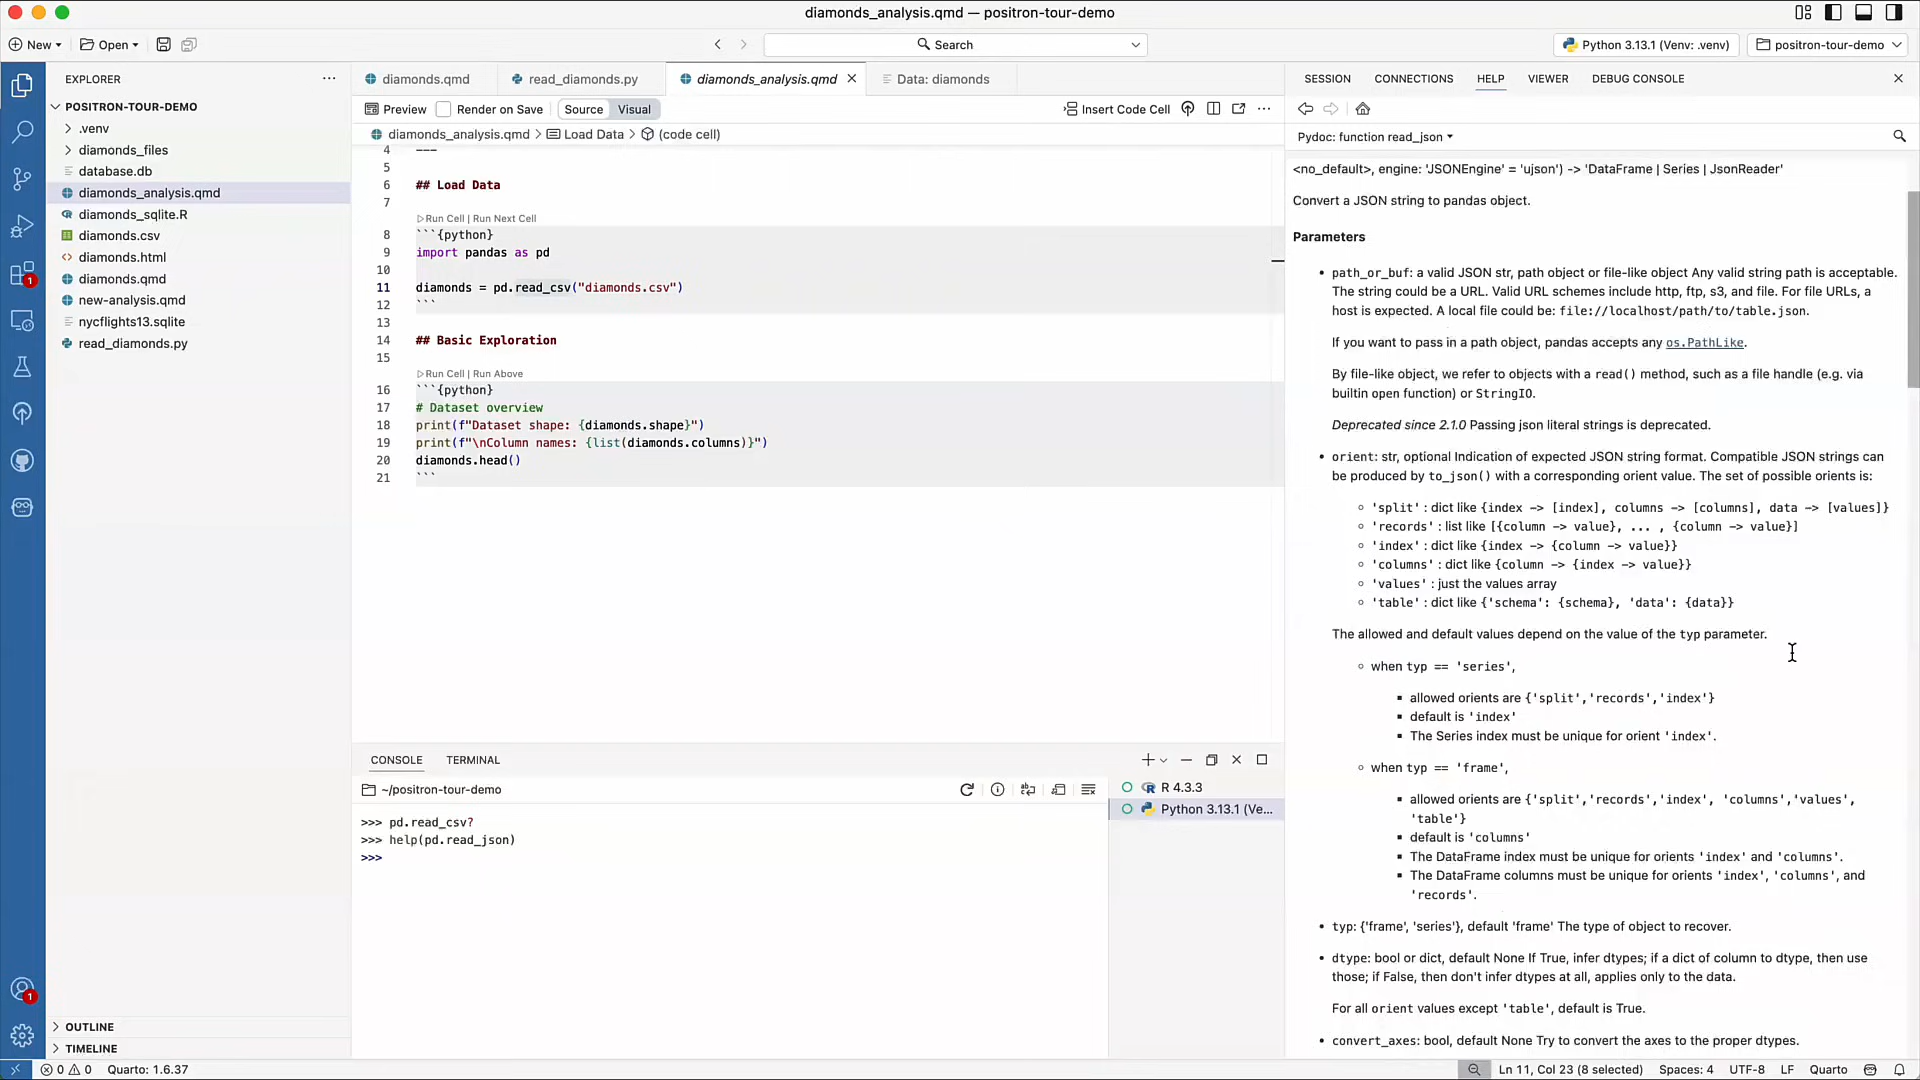 diamonds_analysis.qmd — positron-tour-demo
New
Open
Search
Python 3.13.1 (Venv: .venv)
positron-tour-demo
EXPLORER
POSITRON-TOUR-DEMO
.venv
diamonds_files
database.db
diamonds_analysis.qmd
diamonds_sqlite.R
diamonds.csv
diamonds.html
diamonds.qmd
new-analysis.qmd
nycflights13.sqlite
read_diamonds.py
OUTLINE
TIMELINE
1
1
diamonds.qmd
read_diamonds.py
diamonds_analysis.qmd
Data: diamonds
Preview
Render on Save
Source
Visual
Insert Code Cell
diamonds_analysis.qmd > Load Data > (code cell)
4 ---
5
6 ## Load Data
7
Run Cell | Run Next Cell
8 ```{python}
9 import pandas as pd
10
11 diamonds = pd.read_csv("diamonds.csv")
12 ```
13
14 ## Basic Exploration
15
Run Cell | Run Above
16 ```{python}
17 # Dataset overview
18 print(f"Dataset shape: {diamonds.shape}")
19 print(f"\nColumn names: {list(diamonds.columns)}")
20 diamonds.head()
21 ```
CONSOLE
TERMINAL
~/positron-tour-demo
>>> pd.read_csv?
>>> help(pd.read_json)
>>>
R 4.3.3
Python 3.13.1 (Ve...
SESSION
CONNECTIONS
HELP
VIEWER
DEBUG CONSOLE
Pydoc: function read_json
<no_default>, engine: 'JSONEngine' = 'ujson') -> 'DataFrame | Series | JsonReader'
Convert a JSON string to pandas object.
Parameters
• path_or_buf: a valid JSON str, path object or file-like object Any valid string path is acceptable.
The string could be a URL. Valid URL schemes include http, ftp, s3, and file. For file URLs, a
host is expected. A local file could be: file://localhost/path/to/table.json.
If you want to pass in a path object, pandas accepts any os.PathLike.
By file-like object, we refer to objects with a read() method, such as a file handle (e.g. via
builtin open function) or StringIO.
Deprecated since 2.1.0 Passing json literal strings is deprecated.
• orient: str, optional Indication of expected JSON string format. Compatible JSON strings can
be produced by to_json() with a corresponding orient value. The set of possible orients is:
◦ 'split' : dict like {index -> [index], columns -> [columns], data -> [values]}
◦ 'records' : list like [{column -> value}, ... , {column -> value}]
◦ 'index' : dict like {index -> {column -> value}}
◦ 'columns' : dict like {column -> {index -> value}}
◦ 'values' : just the values array
◦ 'table' : dict like {'schema': {schema}, 'data': {data}}
The allowed and default values depend on the value of the typ parameter.
◦ when typ == 'series',
▪ allowed orients are {'split','records','index'}
▪ default is 'index'
▪ The Series index must be unique for orient 'index'.
◦ when typ == 'frame',
▪ allowed orients are {'split','records','index', 'columns','values',
'table'}
▪ default is 'columns'
▪ The DataFrame index must be unique for orients 'index' and 'columns'.
▪ The DataFrame columns must be unique for orients 'index', 'columns', and
'records'.
• typ: {'frame', 'series'}, default 'frame' The type of object to recover.
• dtype: bool or dict, default None If True, infer dtypes; if a dict of column to dtype, then use
those; if False, then don't infer dtypes at all, applies only to the data.
For all orient values except 'table', default is True.
• convert_axes: bool, default None Try to convert the axes to the proper dtypes.
0 0 Quarto: 1.6.37
Ln 11, Col 23 (8 selected) Spaces: 4 UTF-8 LF Quarto